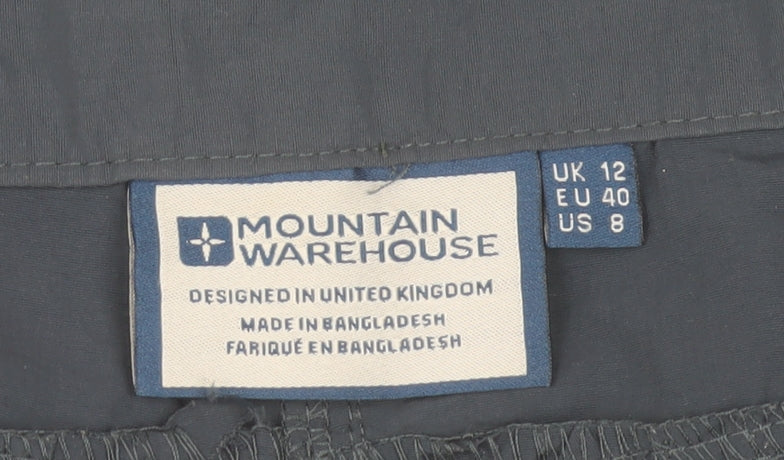 MOUNTAIN
WAREHOUSE
DESIGNED IN UNITED KINGDOM
MADE IN BANGLADESH
FARIQUÉ EN BANGLADESH
UK 12
EU 40
US 8